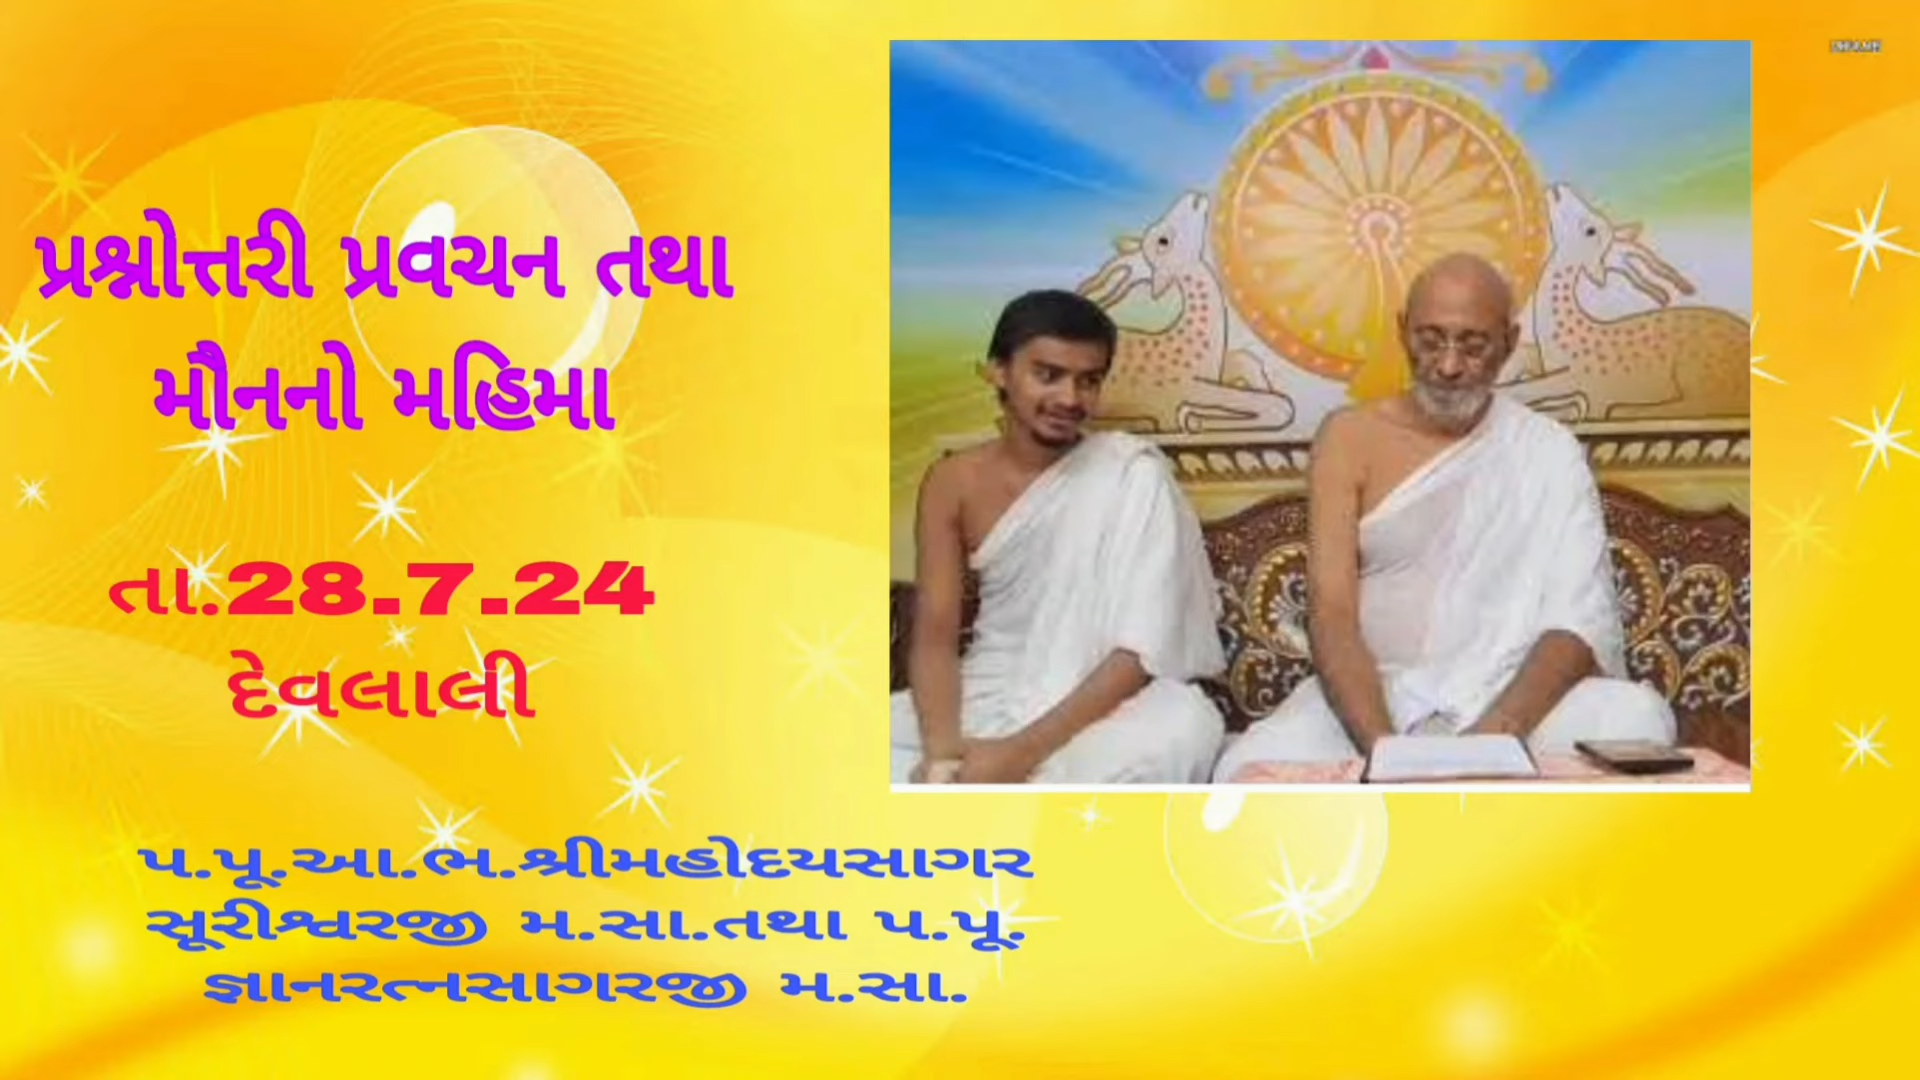 પ્રશ્નોત્તરી પ્રવચન તથા
મૌનનો મહિમા
તા.28.7.24
દેવલાલી
પ.પૂ.આ.ભ.શ્રીમહોદયસાગર
સૂરીશ્વરજી મ.સા.તથા પ.પૂ.
જ્ઞાનરત્નસાગરજી મ.સા.